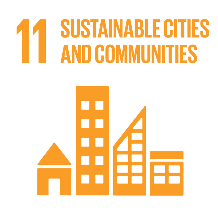 11 SUSTAINABLE CITIES
AND COMMUNITIES